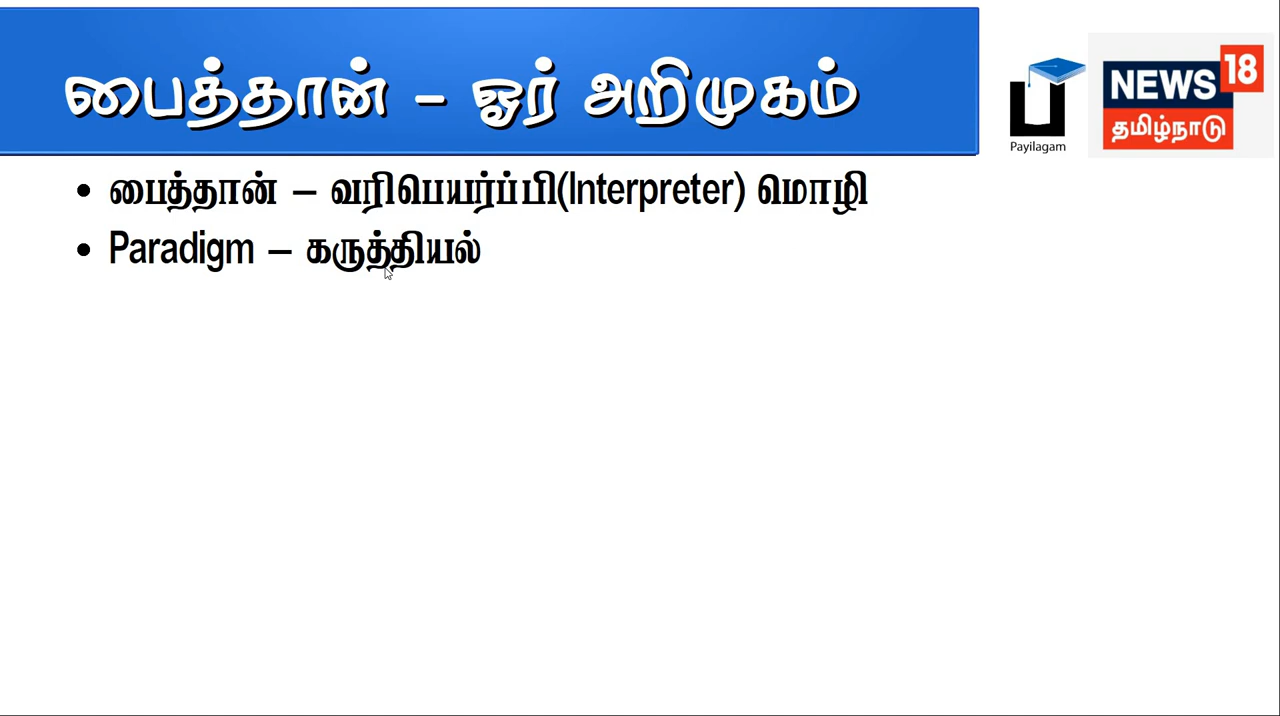 பைத்தான் – ஓர் அறிமுகம்
Payilagam
NEWS 18
தமிழ்நாடு
• பைத்தான் – வரிபெயர்ப்பி(Interpreter) மொழி
• Paradigm – கருத்தியல்